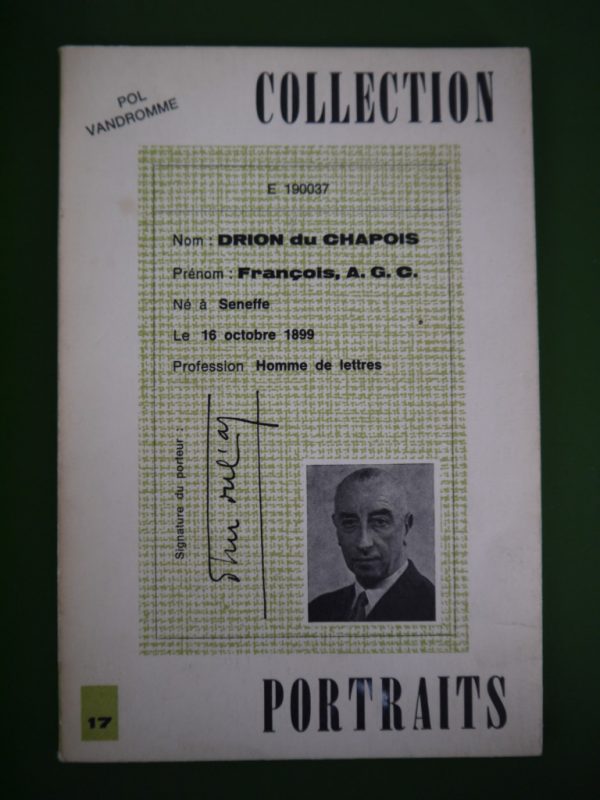 POL
VANDROMME
COLLECTION
E 190037
Nom : DRION du CHAPOIS
Prénom : François, A. G. C.
Né à Seneffe
Le 16 octobre 1899
Profession Homme de lettres
Signature du porteur :
17
PORTRAITS